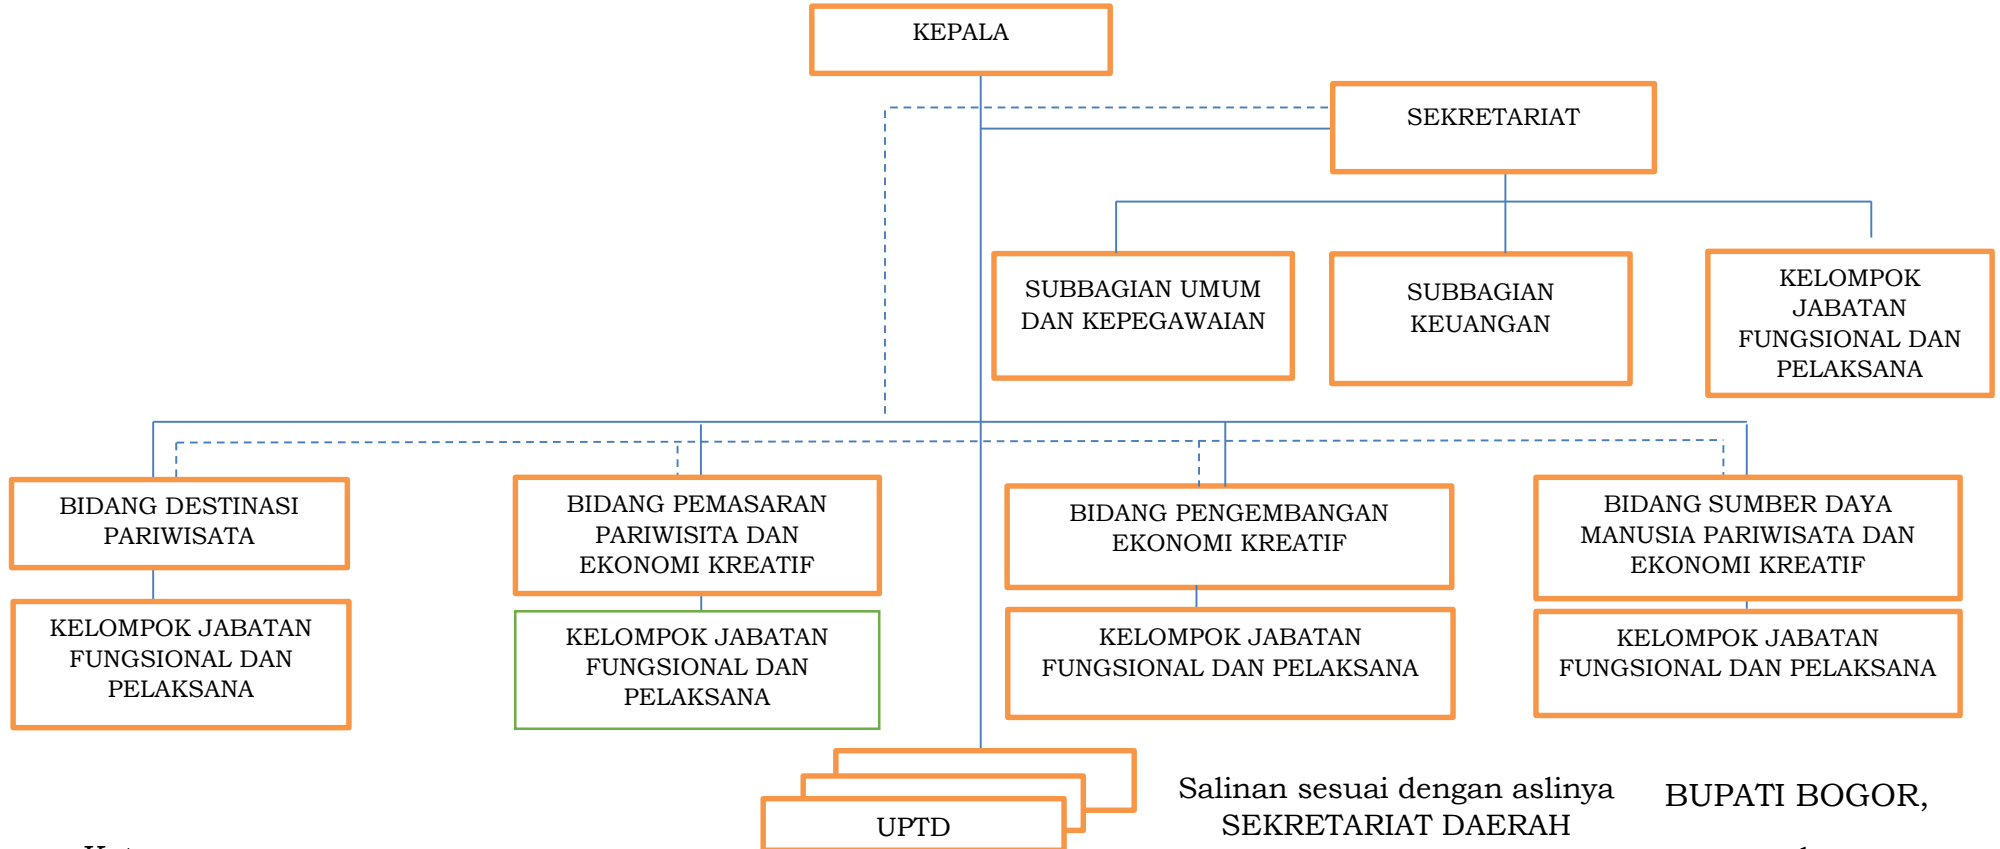 KEPALA
SEKRETARIAT
SUBBAGIAN UMUM
DAN KEPEGAWAIAN
SUBBAGIAN
KEUANGAN
KELOMPOK
JABATAN
FUNGSIONAL DAN
PELAKSANA
BIDANG DESTINASI
PARIWISATA
BIDANG PEMASARAN
PARIWISITA DAN
EKONOMI KREATIF
BIDANG PENGEMBANGAN
EKONOMI KREATIF
BIDANG SUMBER DAYA
MANUSIA PARIWISATA DAN
EKONOMI KREATIF
KELOMPOK JABATAN
FUNGSIONAL DAN
PELAKSANA
KELOMPOK JABATAN
FUNGSIONAL DAN
PELAKSANA
KELOMPOK JABATAN
FUNGSIONAL DAN PELAKSANA
KELOMPOK JABATAN
FUNGSIONAL DAN PELAKSANA
UPTD
Salinan sesuai dengan aslinya
SEKRETARIAT DAERAH
BUPATI BOGOR,